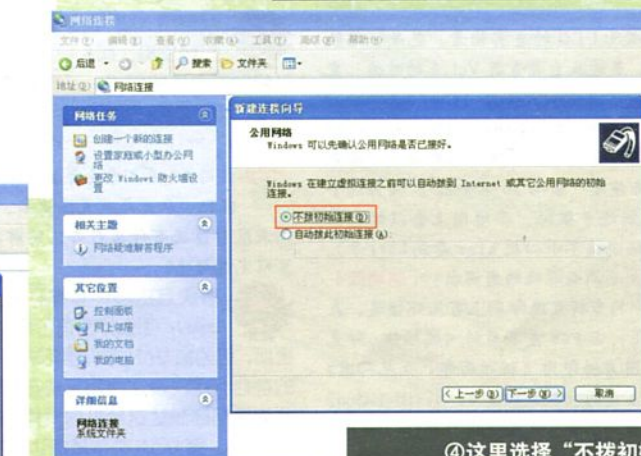 网络连接
文件(F) 编辑(E) 查看(V) 收藏(A) 工具(T) 高级(N) 帮助(H)
后退 搜索 文件夹
地址(D) 网络连接
网络任务
创建一个新的连接
设置家庭或小型办公网络
更改 Windows 防火墙设置
相关主题
网络疑难解答程序
其它位置
控制面板
网上邻居
我的文档
我的电脑
详细信息
网络连接
系统文件夹
新建连接向导
公用网络
Windows 可以先确认公用网络是否已接好。
Windows 在建立虚拟连接之前可以自动拨到 Internet 或其它公用网络的初始
连接。
不拨初始连接(D)
自动拨此初始连接(A):
< 上一步(B) 下一步(N) > 取消
④这里选择“不拨初